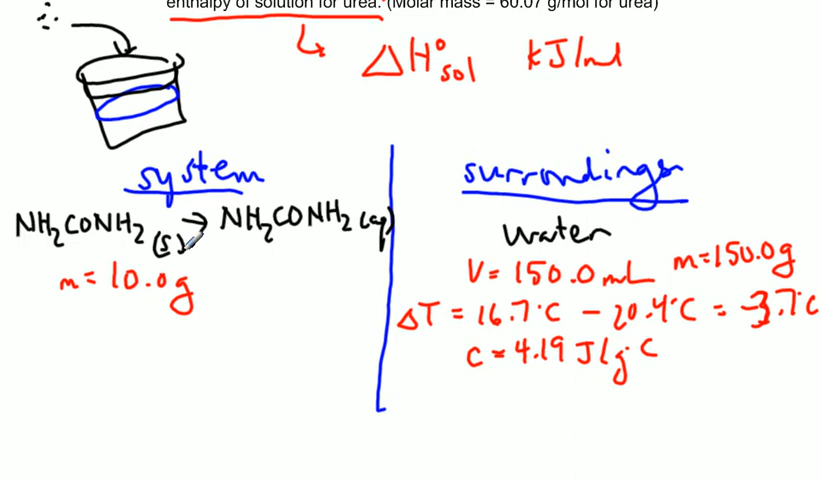 enthalpy of solution for urea. (Molar mass = 60.07 g/mol for urea)
ΔH°sol kJ/mol
system
surroundings
NH₂CONH₂ (s) → NH₂CONH₂ (aq)
water
m = 10.0g
V = 150.0 mL m = 150.0g
ΔT = 16.7°C - 20.4°C = -3.7°C
C = 4.19 J/g°C